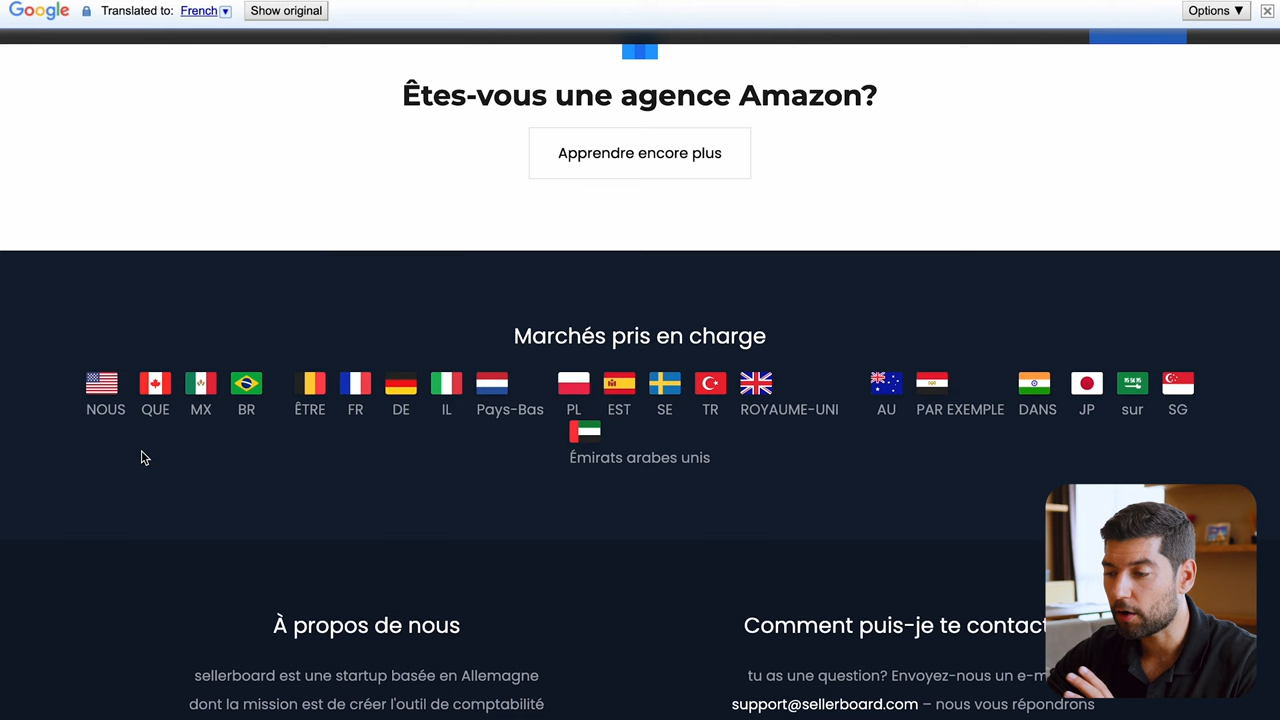 Google Translated to: French ▼ Show original Options ▼
Êtes-vous une agence Amazon?
Apprendre encore plus
Marchés pris en charge
NOUS QUE MX BR ÊTRE FR DE IL Pays-Bas PL EST SE TR ROYAUME-UNI AU PAR EXEMPLE DANS JP sur SG
Émirats arabes unis
À propos de nous
sellerboard est une startup basée en Allemagne
dont la mission est de créer l'outil de comptabilité
Comment puis-je te contact
tu as une question? Envoyez-nous un e-m
support@sellerboard.com – nous vous répondrons